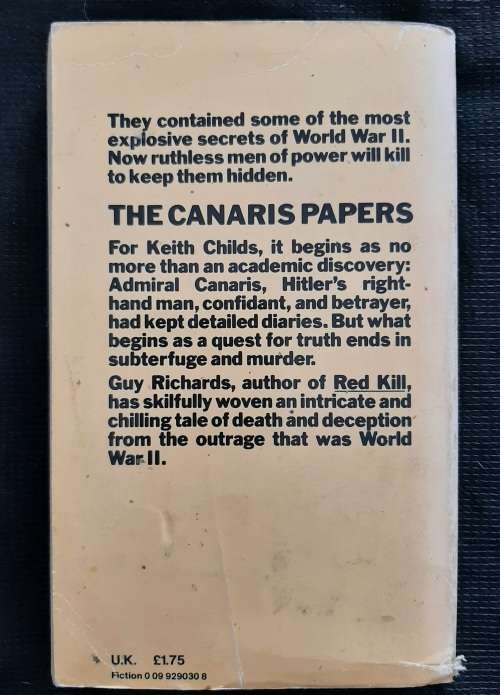 They contained some of the most
explosive secrets of World War II.
Now ruthless men of power will kill
to keep them hidden.
THE CANARIS PAPERS
For Keith Childs, it begins as no
more than an academic discovery:
Admiral Canaris, Hitler's right-
hand man, confidant, and betrayer,
had kept detailed diaries. But what
begins as a quest for truth ends in
subterfuge and murder.
Guy Richards, author of Red Kill,
has skilfully woven an intricate and
chilling tale of death and deception
from the outrage that was World
War II.
U.K. £1.75
Fiction 0 09 929030 8